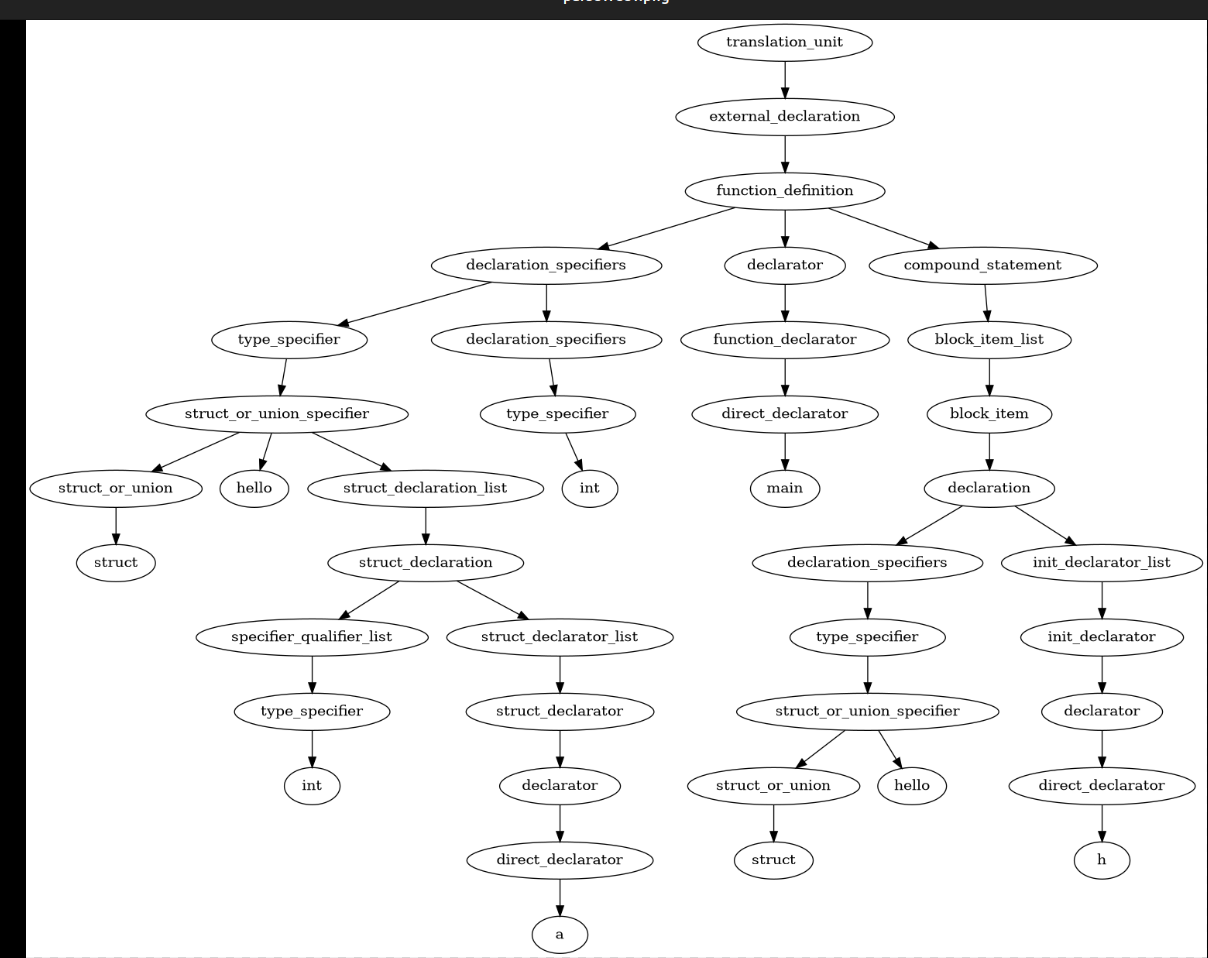 translation_unit
external_declaration
function_definition
declaration_specifiers declarator compound_statement
type_specifier declaration_specifiers function_declarator block_item_list
struct_or_union_specifier type_specifier direct_declarator block_item
struct_or_union hello struct_declaration_list int main declaration
struct struct_declaration declaration_specifiers init_declarator_list
specifier_qualifier_list struct_declarator_list type_specifier init_declarator
type_specifier struct_declarator struct_or_union_specifier declarator
int declarator struct_or_union hello direct_declarator
direct_declarator struct h
a